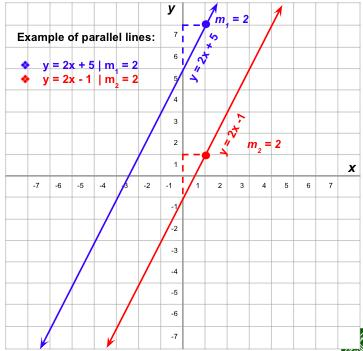 y
m1 = 2
Example of parallel lines:
❖ y = 2x + 5 | m1 = 2
❖ y = 2x - 1 | m2 = 2
y = 2x + 5
y = 2x -1
m2 = 2
x
7
5
4
3
2
1
-7 -6 -5 -4 -3 -2 -1 1 2 3 4 5 6 7
-1
-2
-3
-4
-5
-6
-7